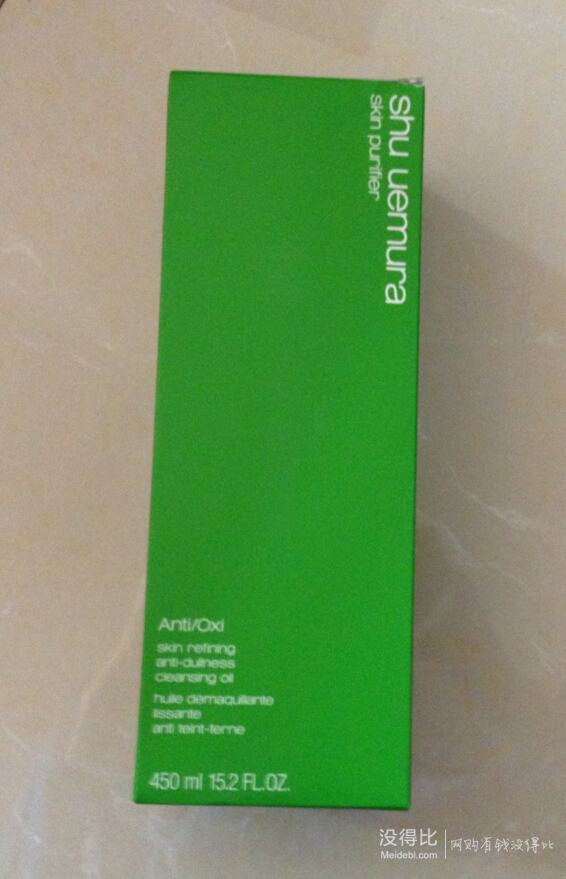 shu uemura
skin purifier
Anti/Oxi
skin refining
anti-dullness
cleansing oil
huile démaquillante
lissante
anti teint-terne
450 ml 15.2 FL.OZ.
没得比
Meidebi.com
网购有钱没得比